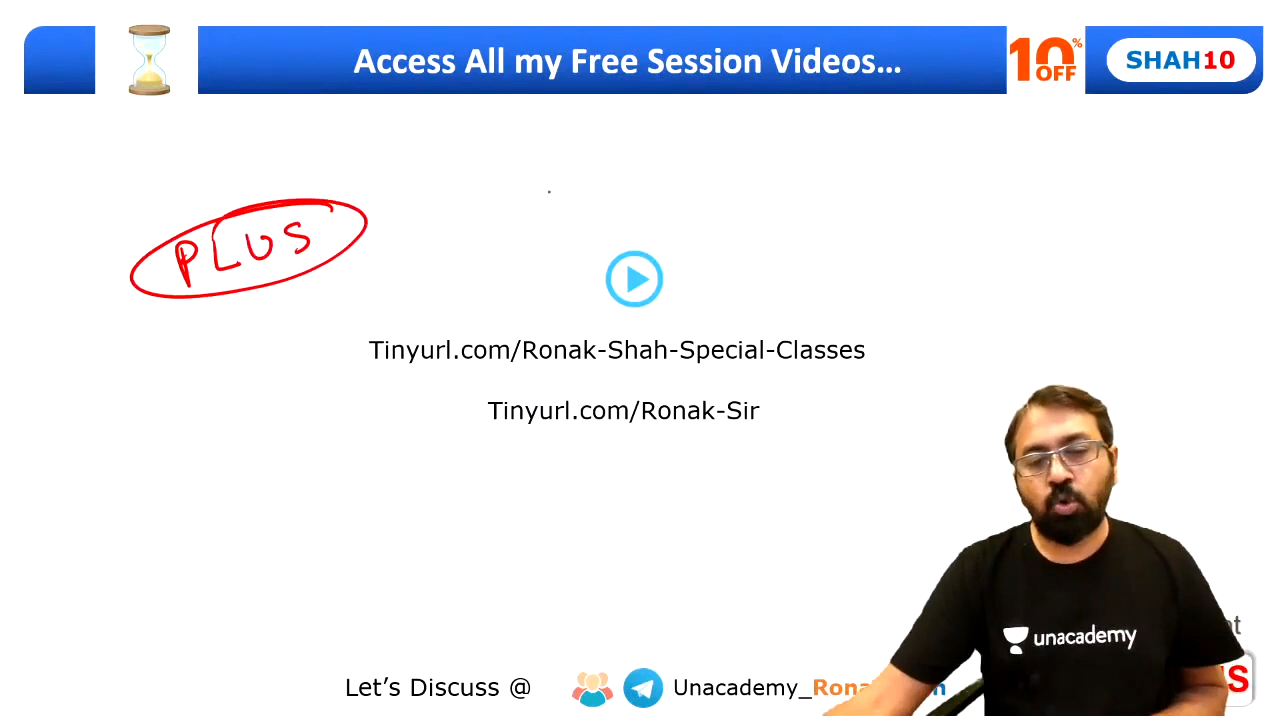 Access All my Free Session Videos...
10%
OFF
SHAH10
PLUS
Tinyurl.com/Ronak-Shah-Special-Classes
Tinyurl.com/Ronak-Sir
unacademy
Let’s Discuss @
Unacademy_